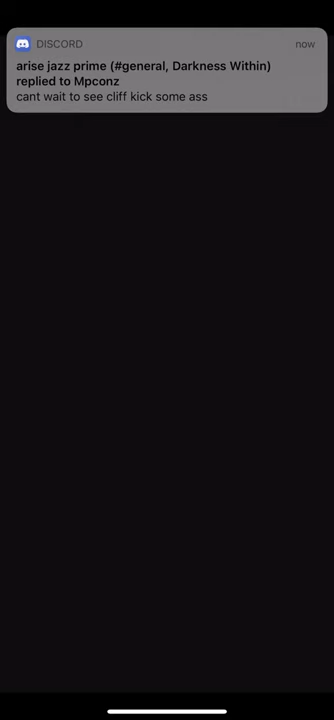 DISCORD
now
arise jazz prime (#general, Darkness Within)
replied to Mpconz
cant wait to see cliff kick some ass